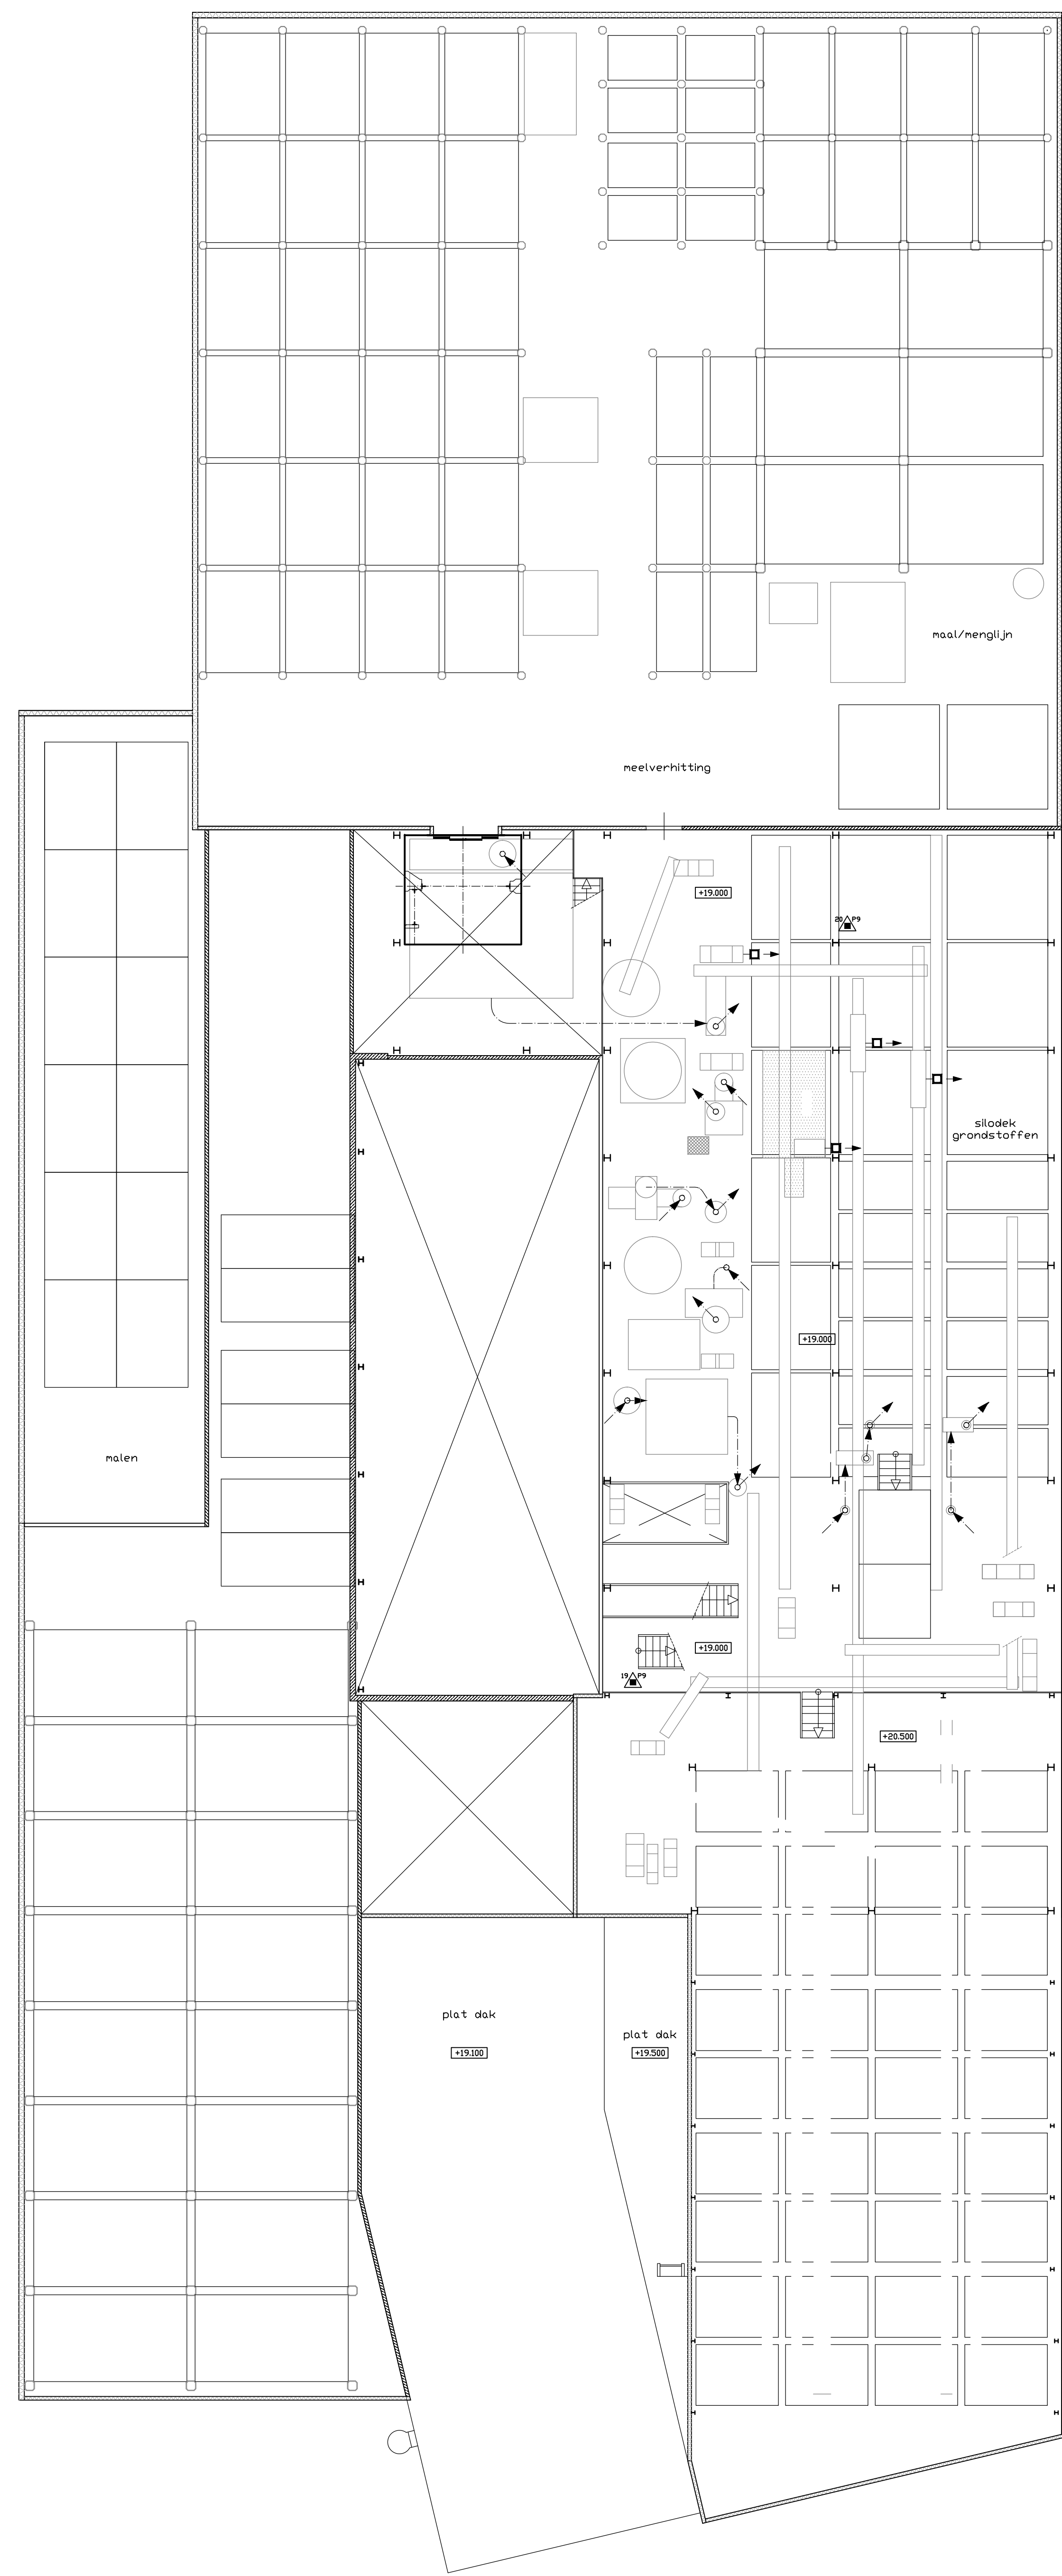 maal/menglijn
meelverhitting
+19.000
20 P9
silodek
grondstoffen
+19.000
malen
+19.000
19 P9
+20.500
plat dak
+19.100
plat dak
+19.500